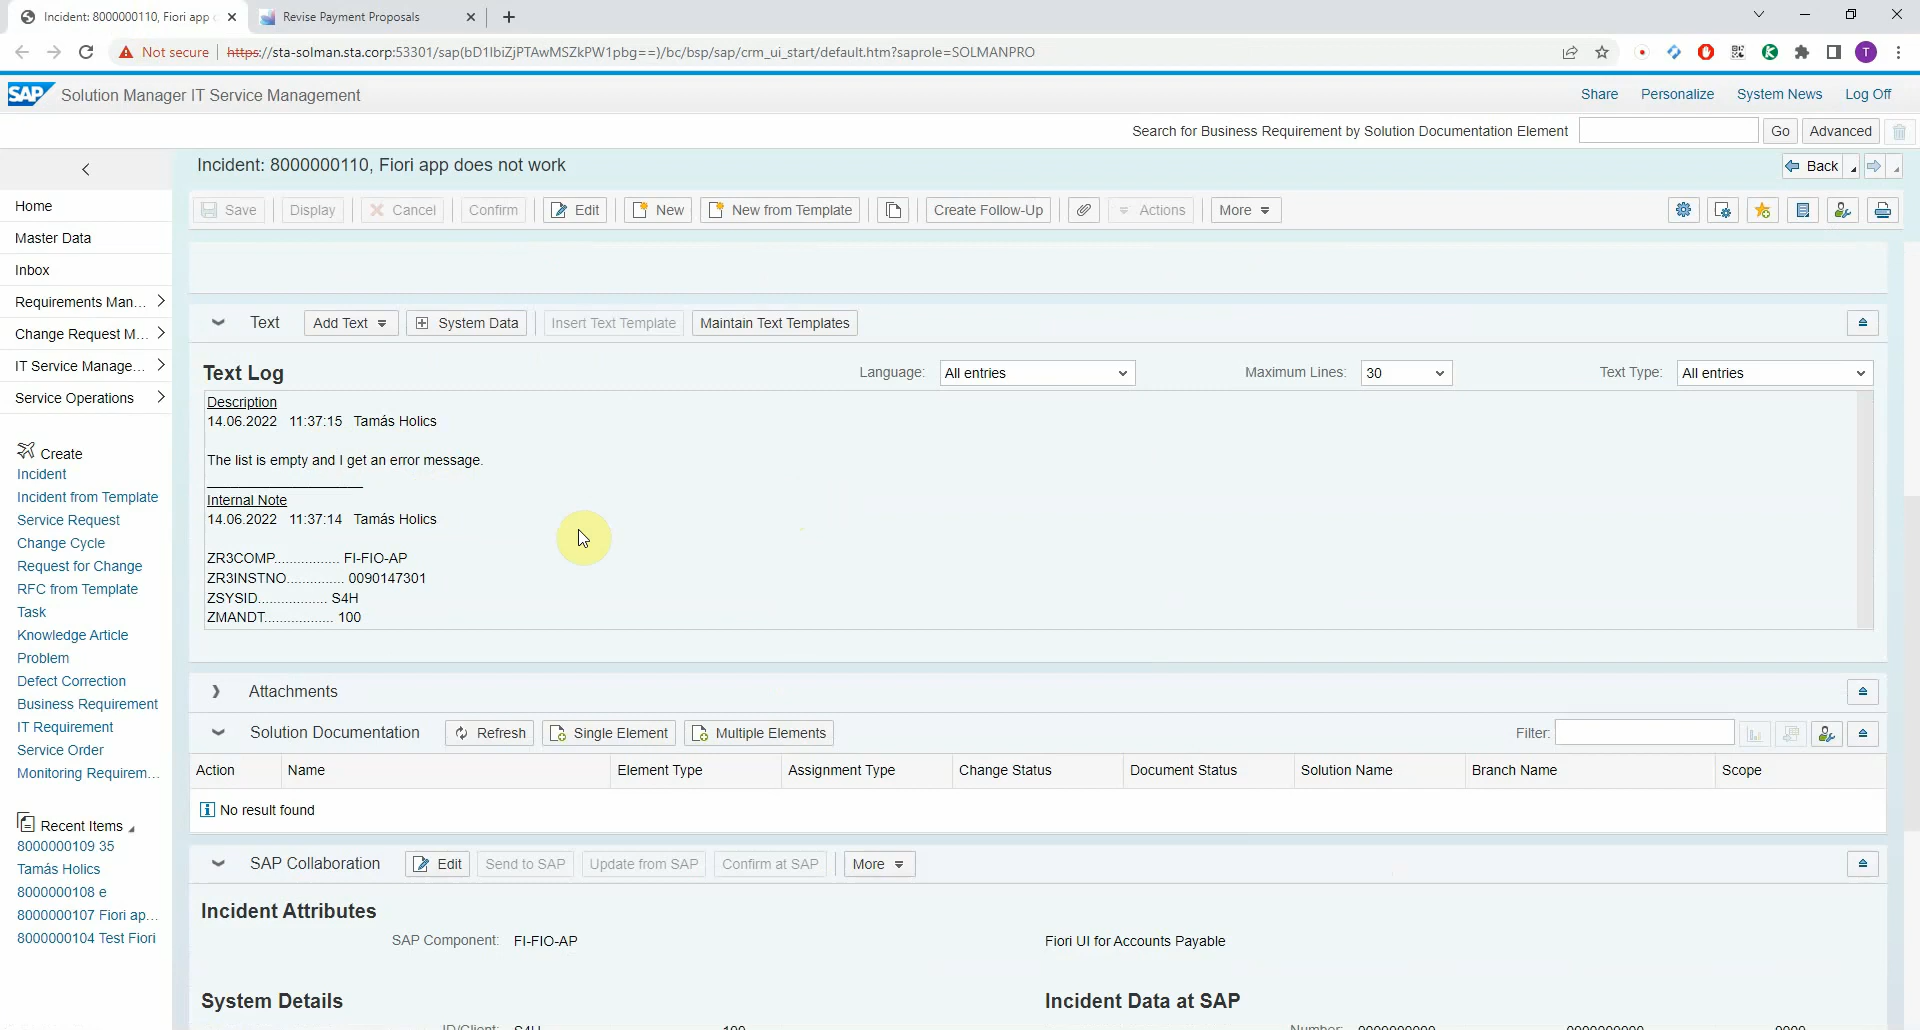 Incident: 8000000110, Fiori app
Revise Payment Proposals
Not secure
https://sta-solman.sta.corp:53301/sap(bD1lbiZjPTAwMSZkPW1pbg==)/bc/bsp/sap/crm_ui_start/default.htm?saprole=SOLMANPRO
T
SAP Solution Manager IT Service Management
Share Personalize System News Log Off
Search for Business Requirement by Solution Documentation Element Go Advanced
Incident: 8000000110, Fiori app does not work
Back
Save Display Cancel Confirm Edit New New from Template Create Follow-Up Actions More
Home
Master Data
Inbox
Requirements Man...
Change Request M...
IT Service Manage...
Service Operations
Create
Incident
Incident from Template
Service Request
Change Cycle
Request for Change
RFC from Template
Task
Knowledge Article
Problem
Defect Correction
Business Requirement
IT Requirement
Service Order
Monitoring Requirem...
Recent Items
8000000109 35
Tamás Holics
8000000108 e
8000000107 Fiori ap...
8000000104 Test Fiori
Text Add Text System Data Insert Text Template Maintain Text Templates
Text Log Language: All entries Maximum Lines: 30 Text Type: All entries
Description
14.06.2022 11:37:15 Tamás Holics
The list is empty and I get an error message.
Internal Note
14.06.2022 11:37:14 Tamás Holics
ZR3COMP................. FI-FIO-AP
ZR3INSTNO............... 0090147301
ZSYSID.................. S4H
ZMANDT.................. 100
Attachments
Solution Documentation Refresh Single Element Multiple Elements Filter:
Action Name Element Type Assignment Type Change Status Document Status Solution Name Branch Name Scope
No result found
SAP Collaboration Edit Send to SAP Update from SAP Confirm at SAP More
Incident Attributes
SAP Component: FI-FIO-AP Fiori UI for Accounts Payable
System Details Incident Data at SAP
ID/Client: S4H 100 Number: 0000000000 0000000000 0000